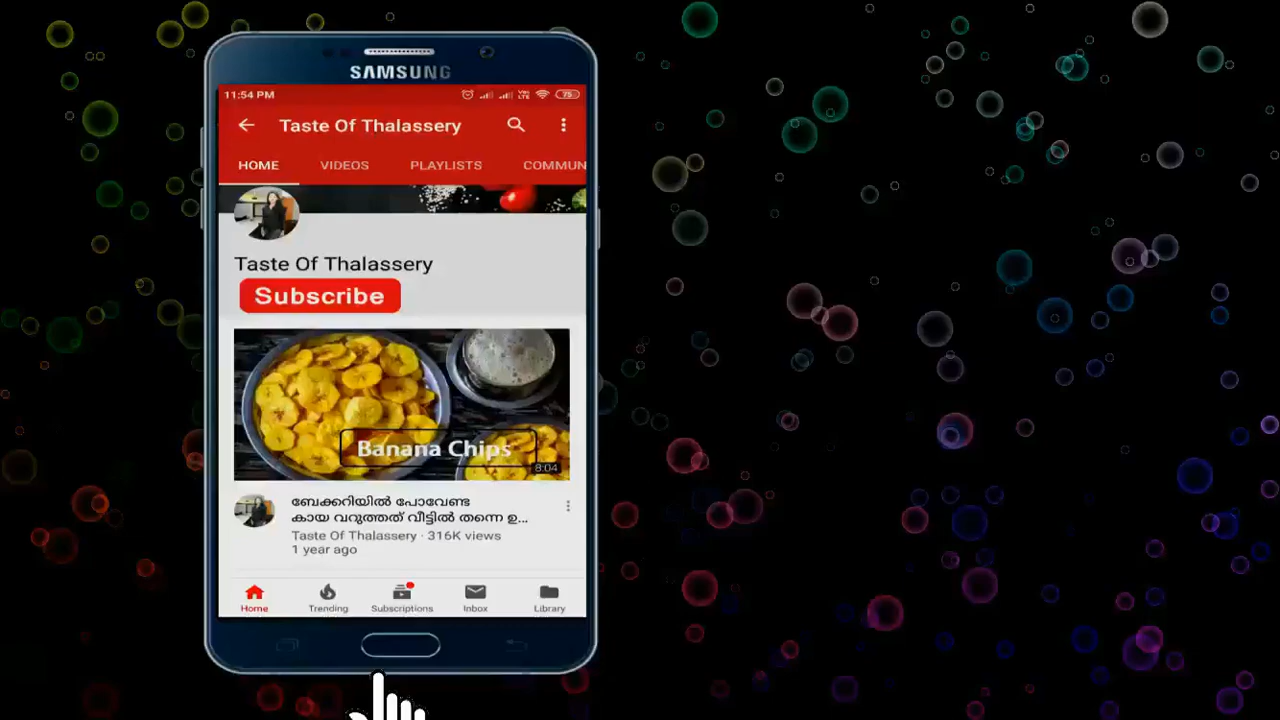 SAMSUNG
11:54 PM
75
Taste Of Thalassery
HOME VIDEOS PLAYLISTS COMMUN
Taste Of Thalassery
Subscribe
Banana Chips
8:04
ബേക്കറിയിൽ പോവേണ്ട
കായ വറുത്തത് വീട്ടിൽ തന്നെ ഉ...
Taste Of Thalassery · 316K views
1 year ago
Home Trending Subscriptions Inbox Library